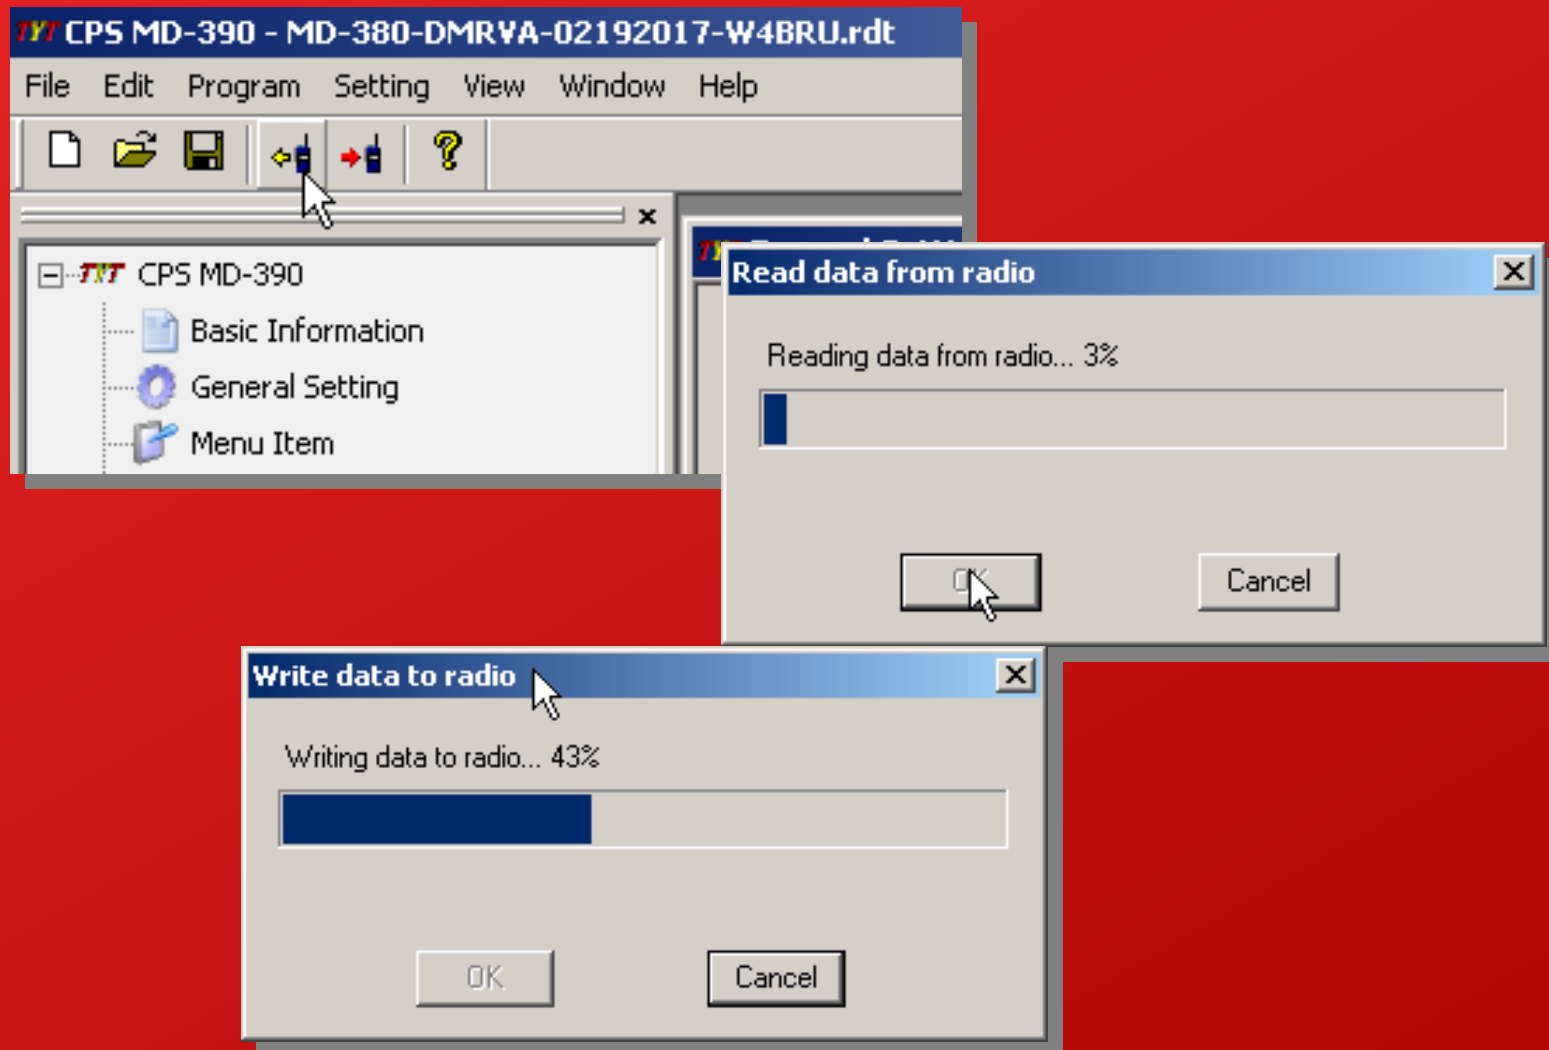 TYT CPS MD-390 - MD-380-DMRVA-02192017-W4BRU.rdt
File Edit Program Setting View Window Help
TYT CPS MD-390
Basic Information
General Setting
Menu Item
Read data from radio
Reading data from radio... 3%
OK Cancel
Write data to radio
Writing data to radio... 43%
OK Cancel